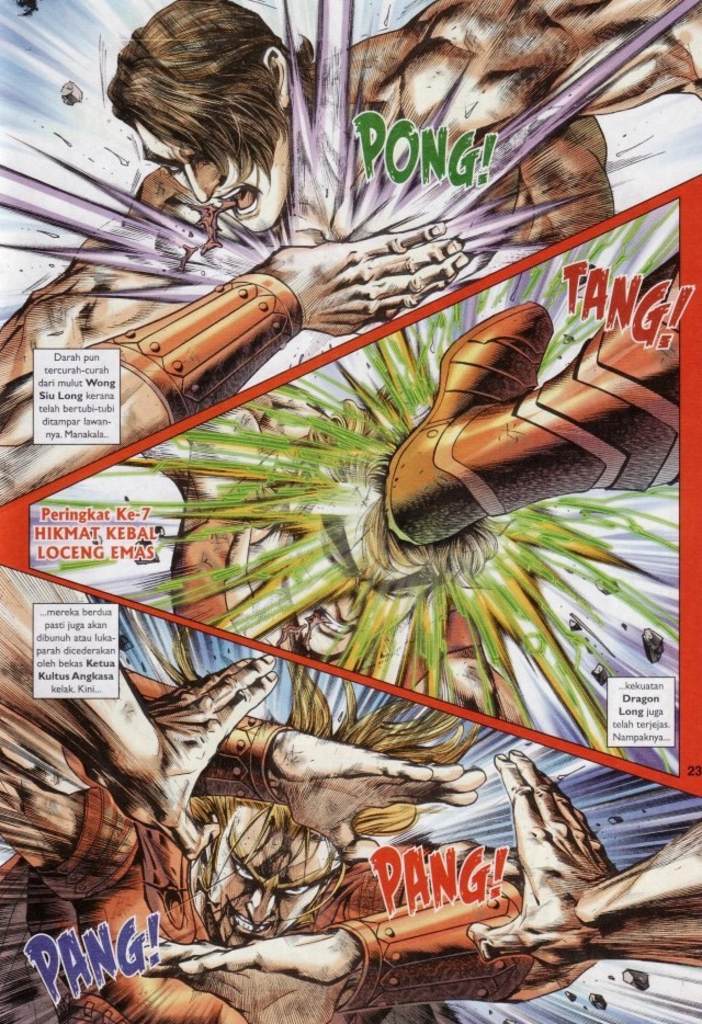 PONG!
TANG!
Darah pun
tercurah-curah
dari mulut Wong
Siu Long kerana
telah bertubi-tubi
ditampar lawan-
nya. Manakala..
Peringkat Ke-7
HIKMAT KEBAL
LOCENG EMAS
...mereka berdua
pasti juga akan
dibunuh atau luka-
parah dicederakan
oleh bekas Ketua
Kultus Angkasa
kelak. Kini...
...kekuatan
Dragon
Long juga
telah terjejas.
Nampaknya...
23
PANG!
PANG!